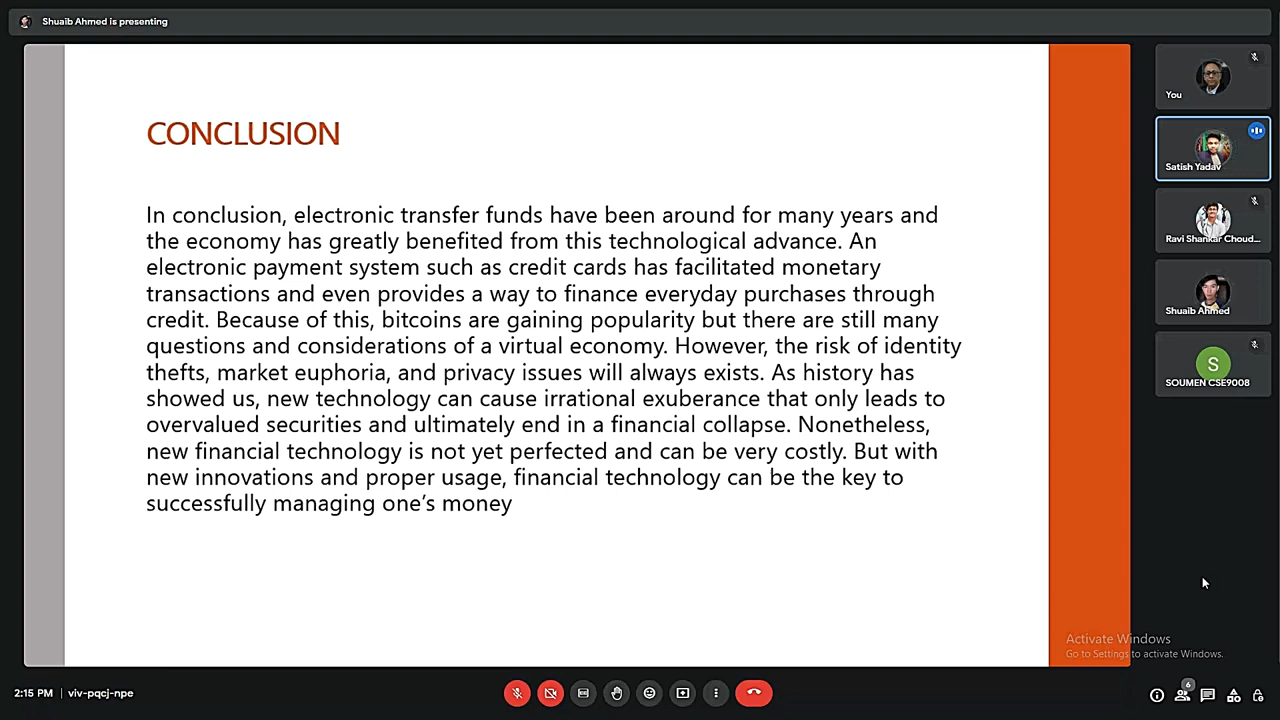 Shuaib Ahmed is presenting
CONCLUSION
In conclusion, electronic transfer funds have been around for many years and
the economy has greatly benefited from this technological advance. An
electronic payment system such as credit cards has facilitated monetary
transactions and even provides a way to finance everyday purchases through
credit. Because of this, bitcoins are gaining popularity but there are still many
questions and considerations of a virtual economy. However, the risk of identity
thefts, market euphoria, and privacy issues will always exists. As history has
showed us, new technology can cause irrational exuberance that only leads to
overvalued securities and ultimately end in a financial collapse. Nonetheless,
new financial technology is not yet perfected and can be very costly. But with
new innovations and proper usage, financial technology can be the key to
successfully managing one’s money
You
Satish Yadav
Ravi Shankar Choud...
Shuaib Ahmed
S
SOUMEN CSE9008
Activate Windows
Go to Settings to activate Windows.
2:15 PM | viv-pqcj-npe
6